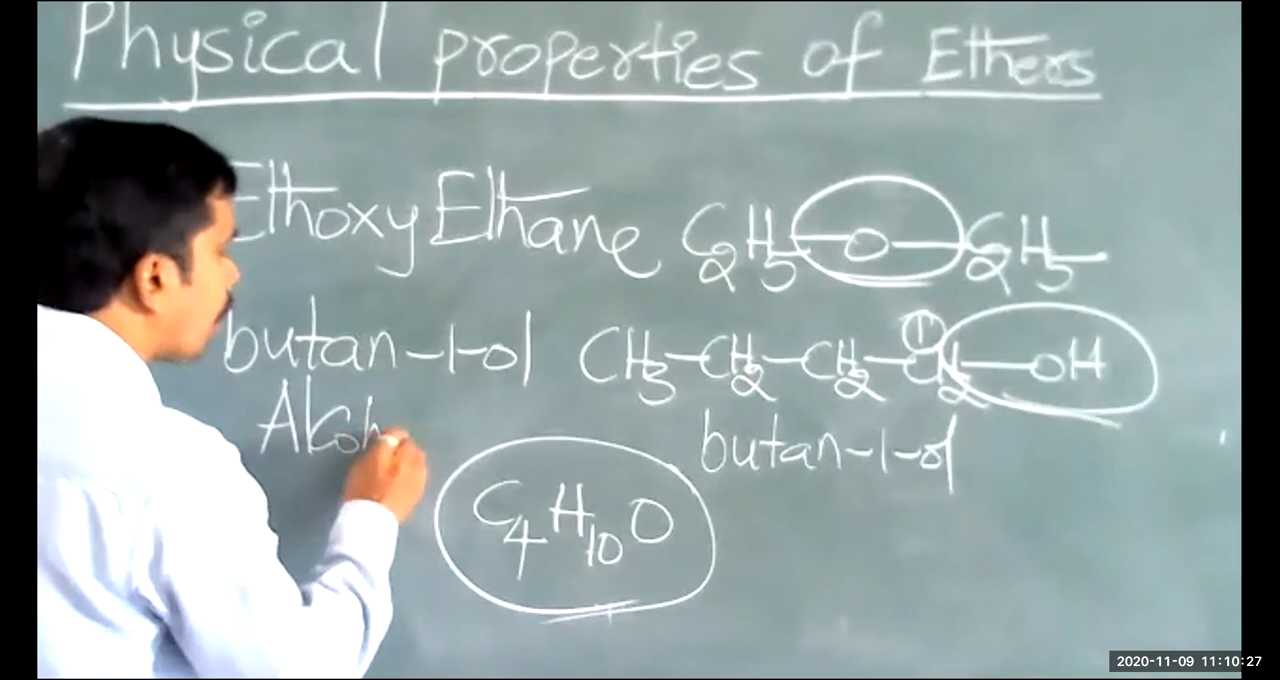 Physical properties of Ethers
Ethoxy Ethane C2H5-O-C2H5
butan-1-ol CH3-CH2-CH2-CH2-OH
1
Alcoh
butan-1-ol
C4H10O
2020-11-09 11:10:27